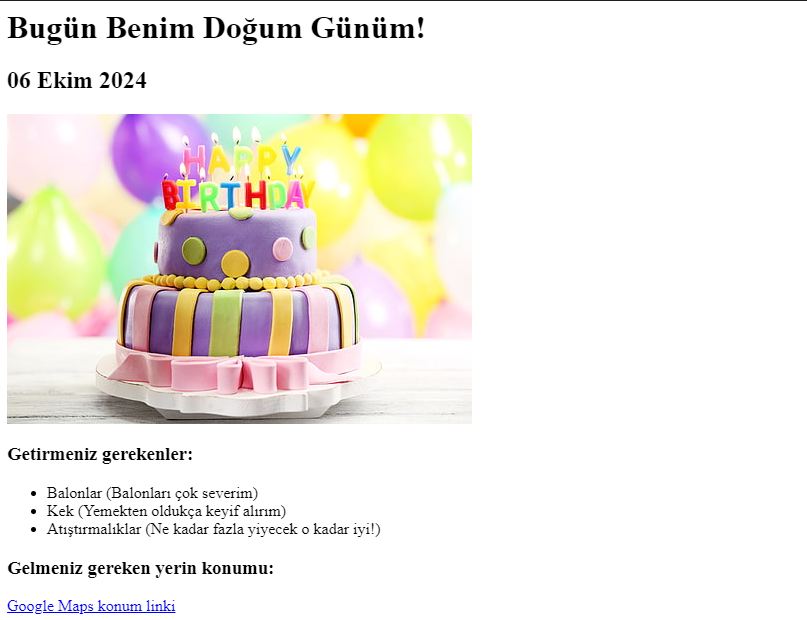 Bugün Benim Doğum Günüm!
06 Ekim 2024
HAPPY
BIRTHDAY
Getirmeniz gerekenler:
• Balonlar (Balonları çok severim)
• Kek (Yemekten oldukça keyif alırım)
• Atıştırmalıklar (Ne kadar fazla yiyecek o kadar iyi!)
Gelmeniz gereken yerin konumu:
Google Maps konum linki